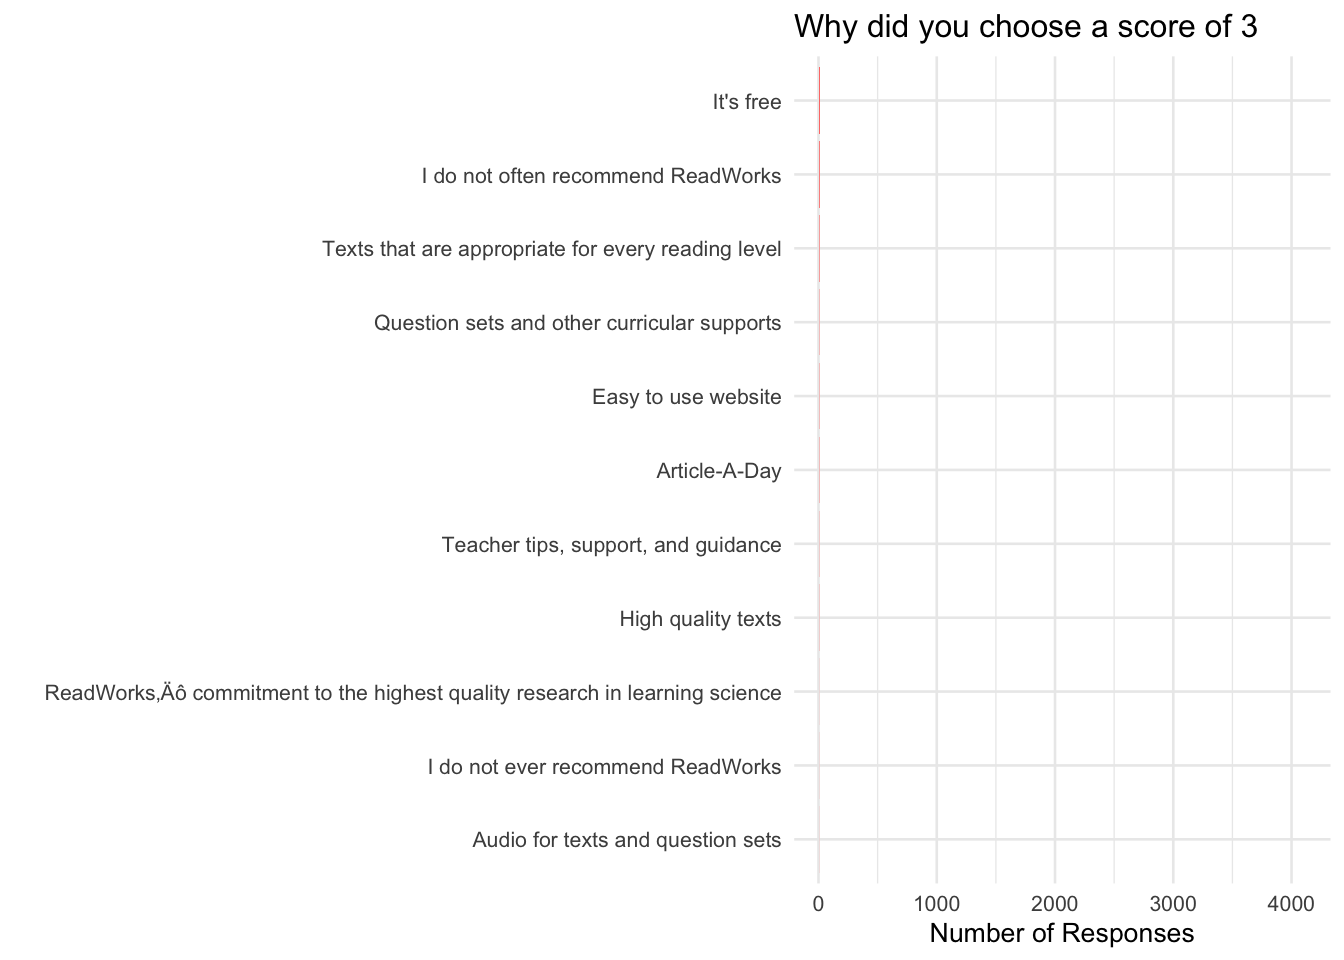 Why did you choose a score of 3
It's free
I do not often recommend ReadWorks
Texts that are appropriate for every reading level
Question sets and other curricular supports
Easy to use website
Article-A-Day
Teacher tips, support, and guidance
High quality texts
ReadWorks‚Äô commitment to the highest quality research in learning science
I do not ever recommend ReadWorks
Audio for texts and question sets
0 1000 2000 3000 4000
Number of Responses